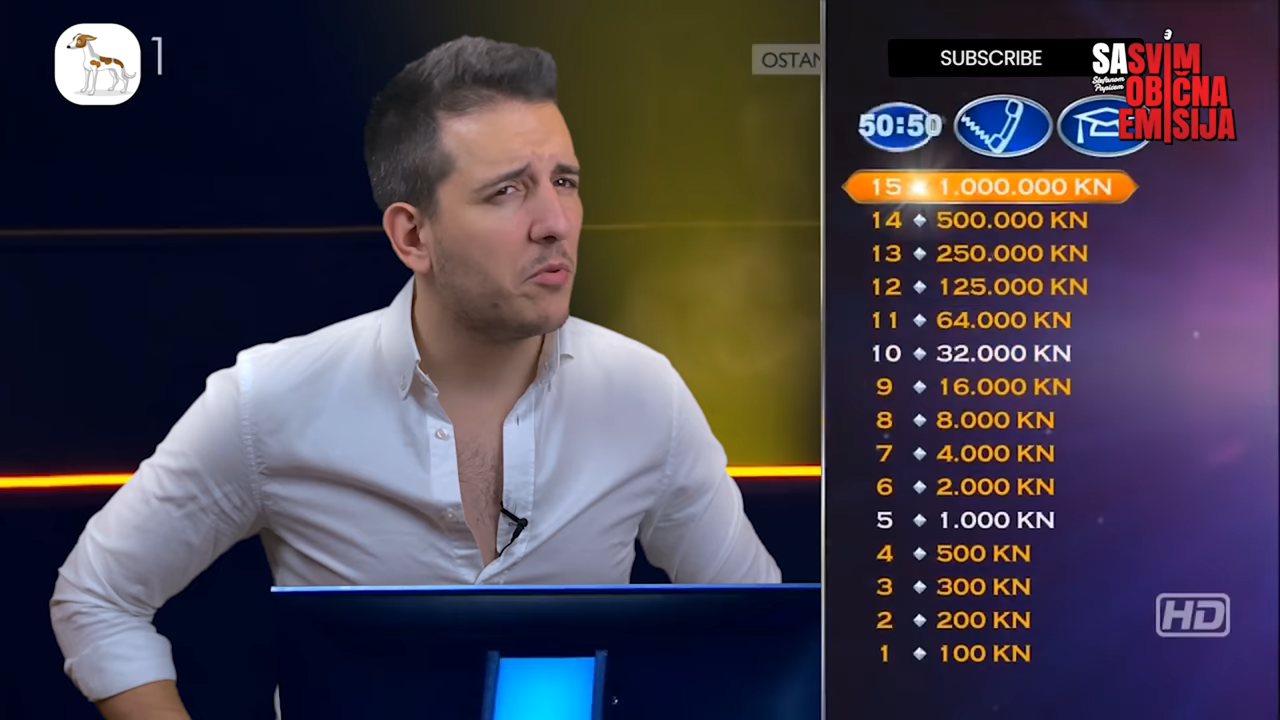 1
OSTAN
SUBSCRIBE
SASVIM
Stefanom
Papićem
OBIČNA
EMISIJA
50:50
15 1.000.000 KN
14 500.000 KN
13 250.000 KN
12 125.000 KN
11 64.000 KN
10 32.000 KN
9 16.000 KN
8 8.000 KN
7 4.000 KN
6 2.000 KN
5 1.000 KN
4 500 KN
3 300 KN
2 200 KN
1 100 KN
HD